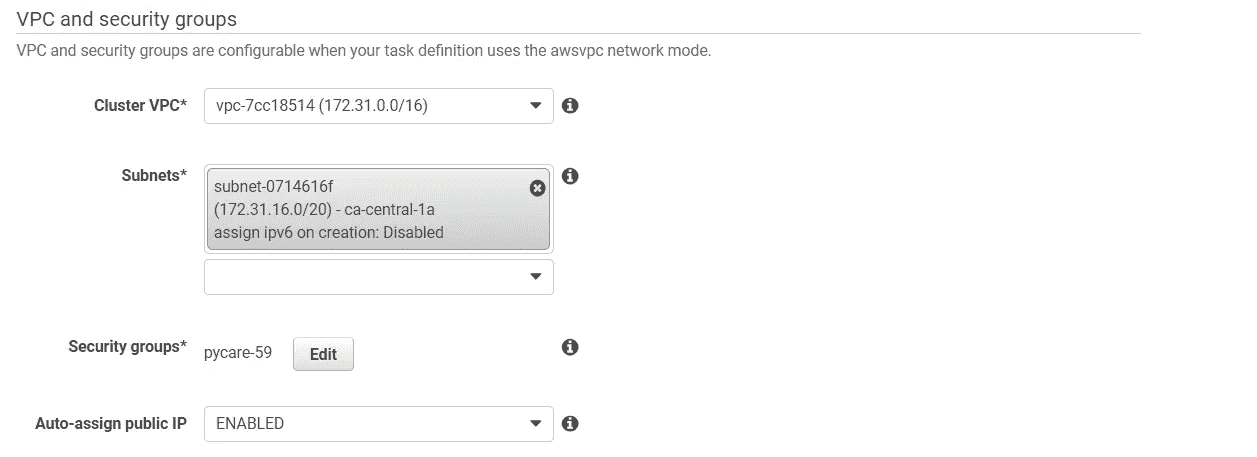 VPC and security groups
VPC and security groups are configurable when your task definition uses the awsvpc network mode.
Cluster VPC* vpc-7cc18514 (172.31.0.0/16)
Subnets* subnet-0714616f
(172.31.16.0/20) - ca-central-1a
assign ipv6 on creation: Disabled
Security groups* pycare-59 Edit
Auto-assign public IP ENABLED